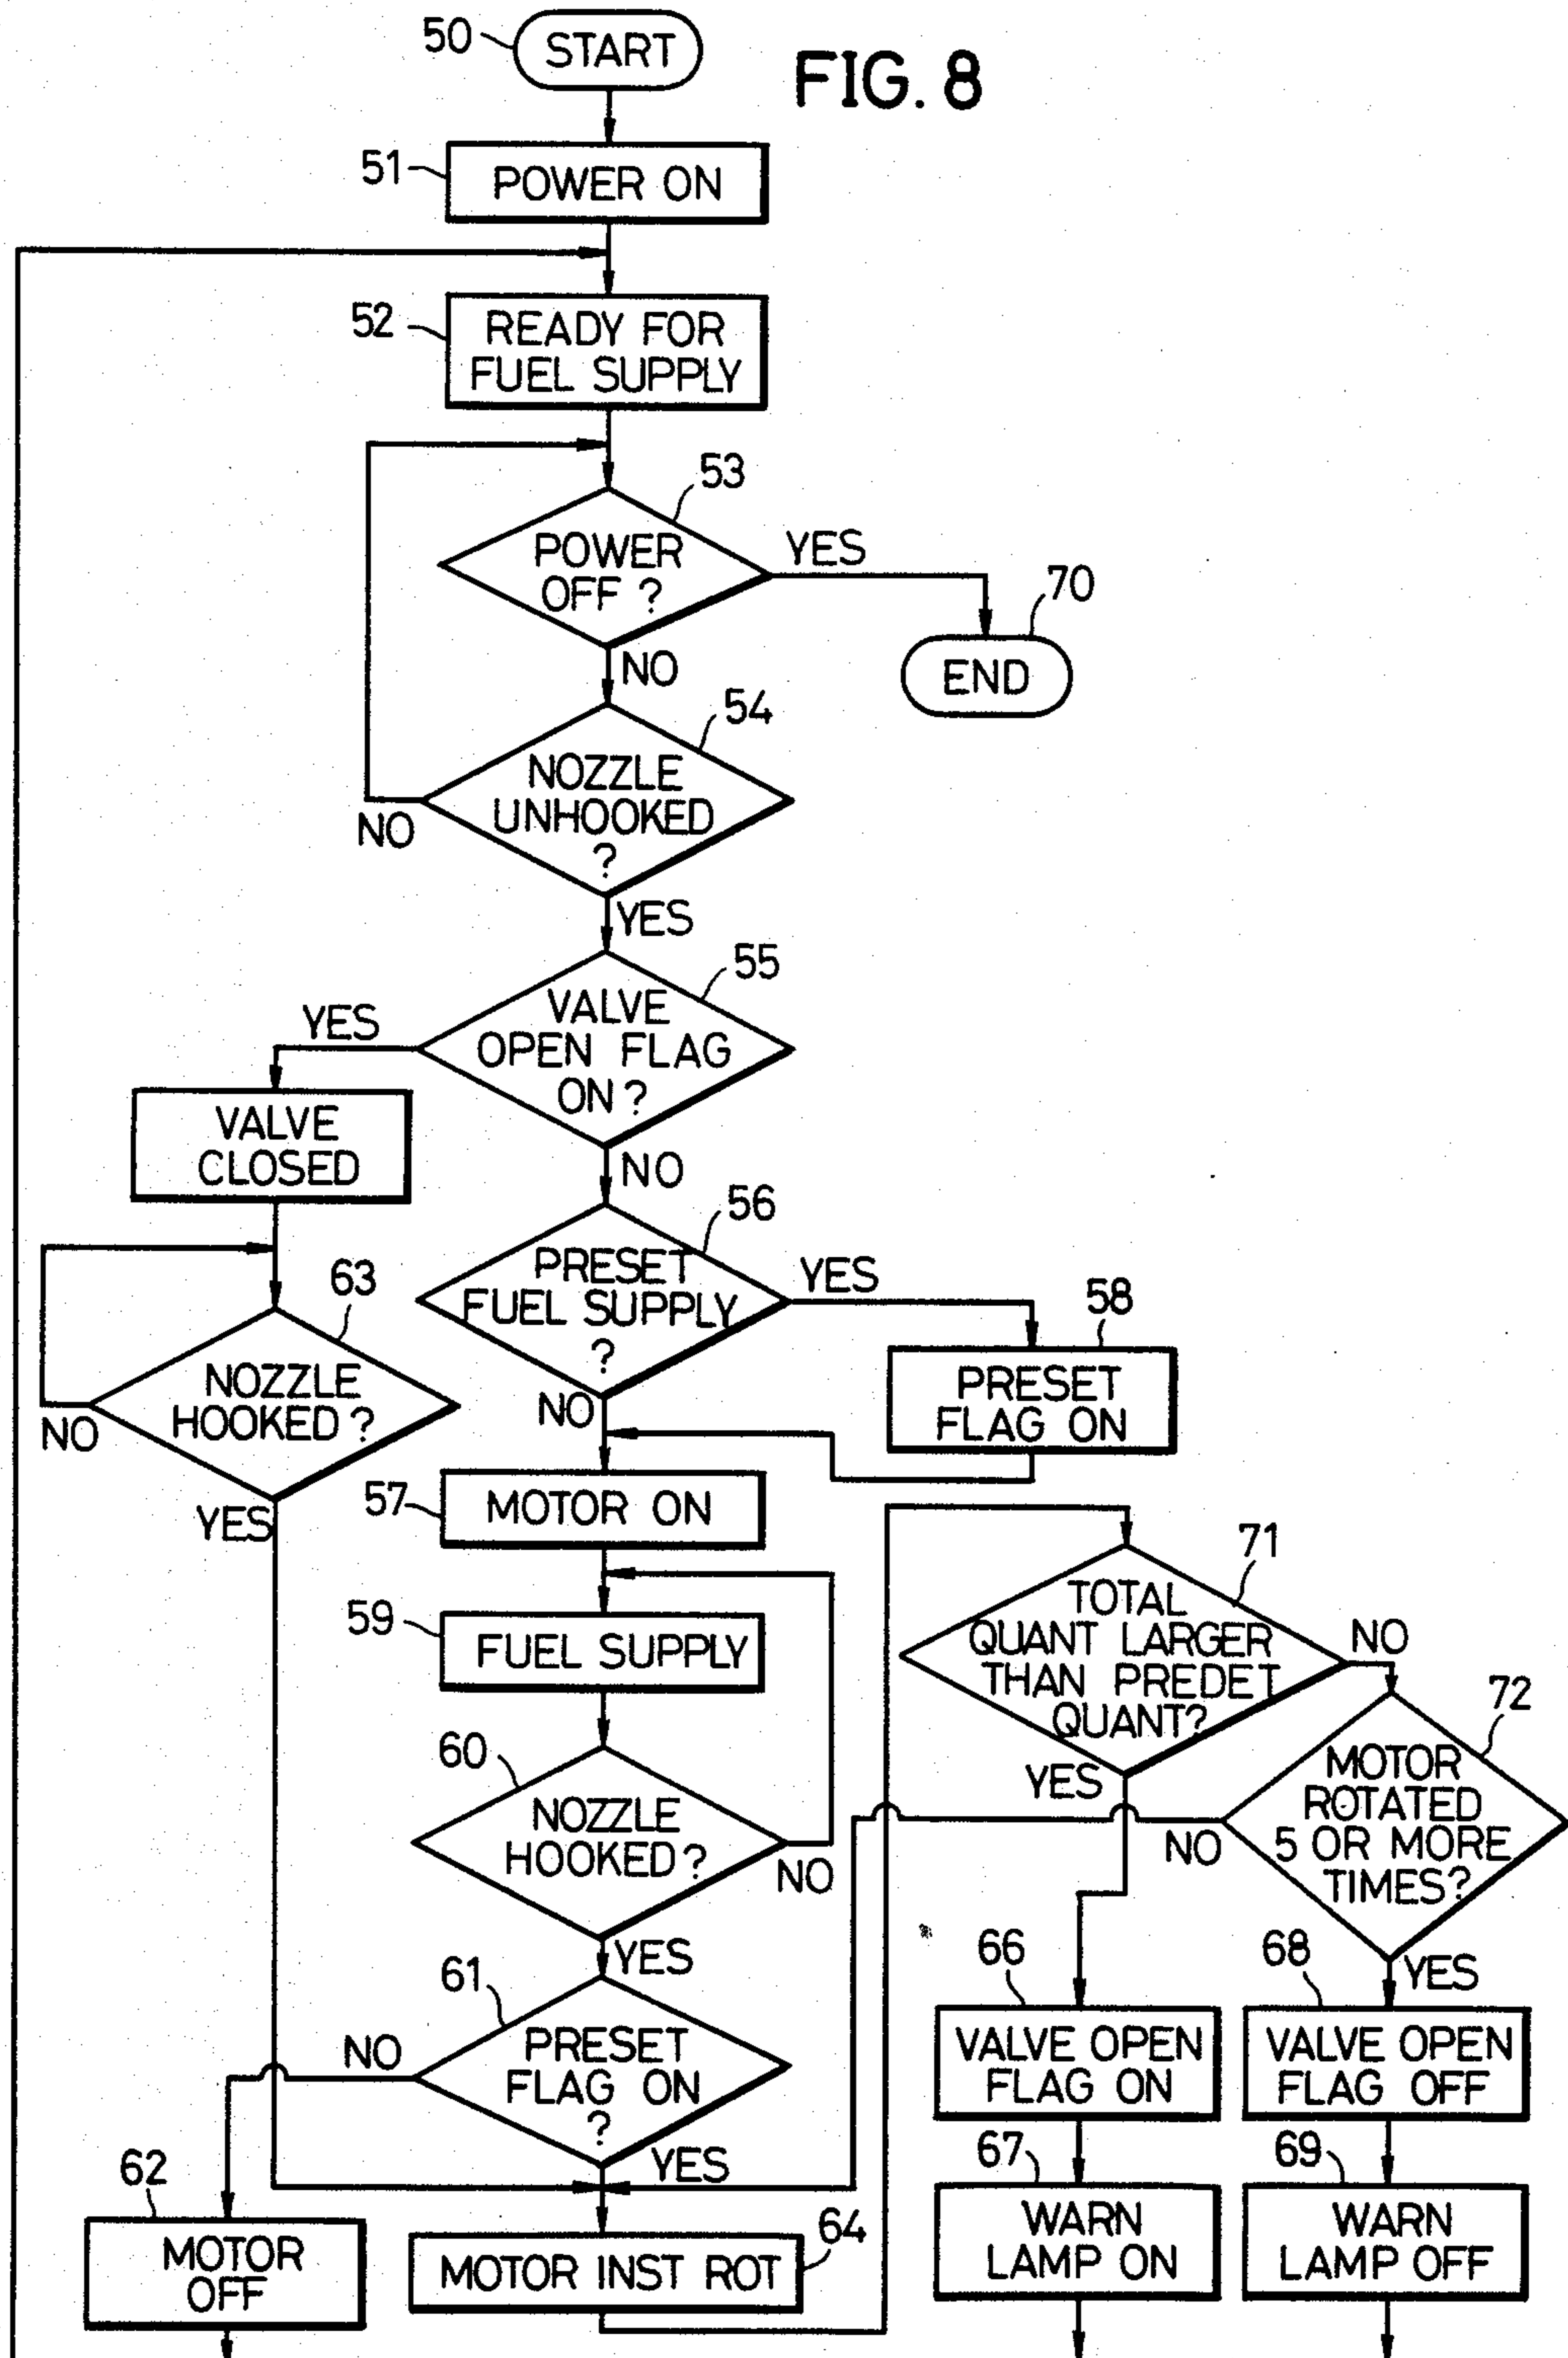 50
START
FIG. 8
51
POWER ON
52
READY FOR
FUEL SUPPLY
53
POWER
OFF ?
YES
70
END
NO
54
NOZZLE
UNHOOKED
?
NO
YES
55
VALVE
OPEN FLAG
ON ?
YES
VALVE
CLOSED
NO
56
PRESET
FUEL SUPPLY
?
YES
58
PRESET
FLAG ON
63
NOZZLE
HOOKED ?
NO
YES
NO
57
MOTOR ON
59
FUEL SUPPLY
60
NOZZLE
HOOKED ?
NO
YES
61
PRESET
FLAG ON
?
NO
YES
62
MOTOR
OFF
64
MOTOR INST ROT
71
TOTAL
QUANT LARGER
THAN PREDET
QUANT?
NO
YES
72
MOTOR
ROTATED
5 OR MORE
TIMES?
NO
YES
66
VALVE OPEN
FLAG ON
68
VALVE OPEN
FLAG OFF
67
WARN
LAMP ON
69
WARN
LAMP OFF